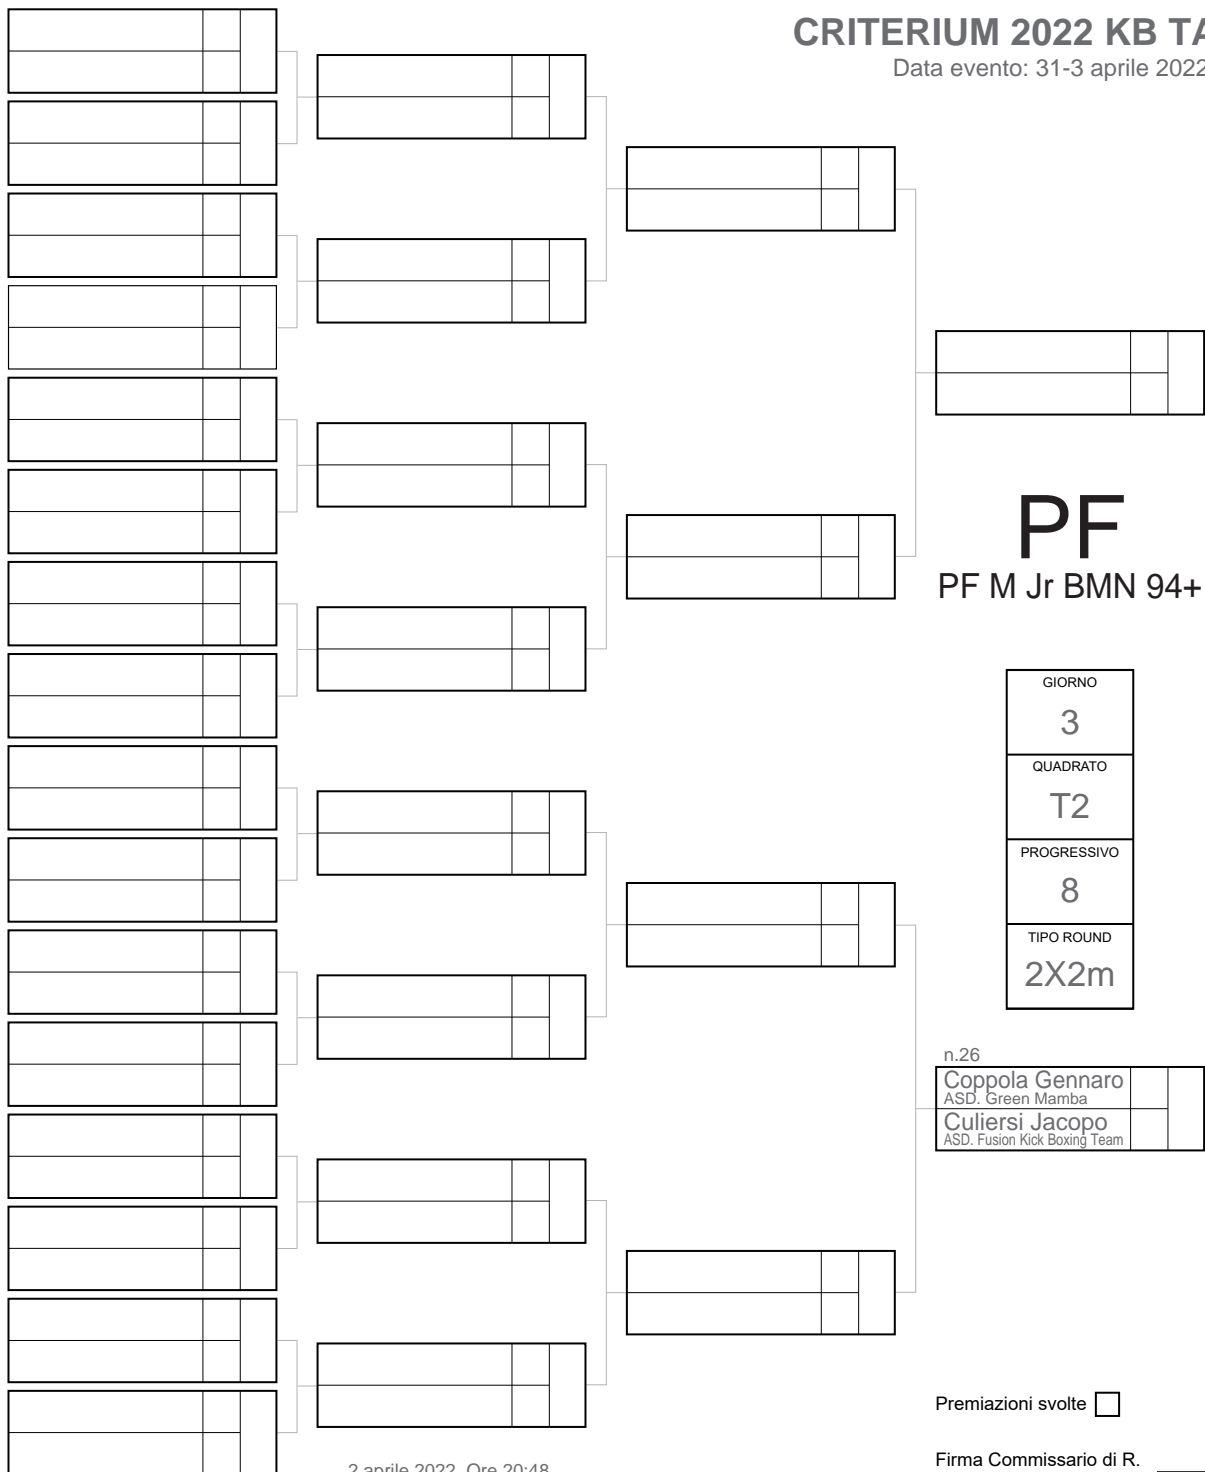 CRITERIUM 2022 KB TA
Data evento: 31-3 aprile 2022
PF
PF M Jr BMN 94+
GIORNO
3
QUADRATO
T2
PROGRESSIVO
8
TIPO ROUND
2X2m
n.26
Coppola Gennaro
ASD. Green Mamba
Culiersi Jacopo
ASD. Fusion Kick Boxing Team
Premiazioni svolte
Firma Commissario di R.
2 aprile 2022 Ore 20:48